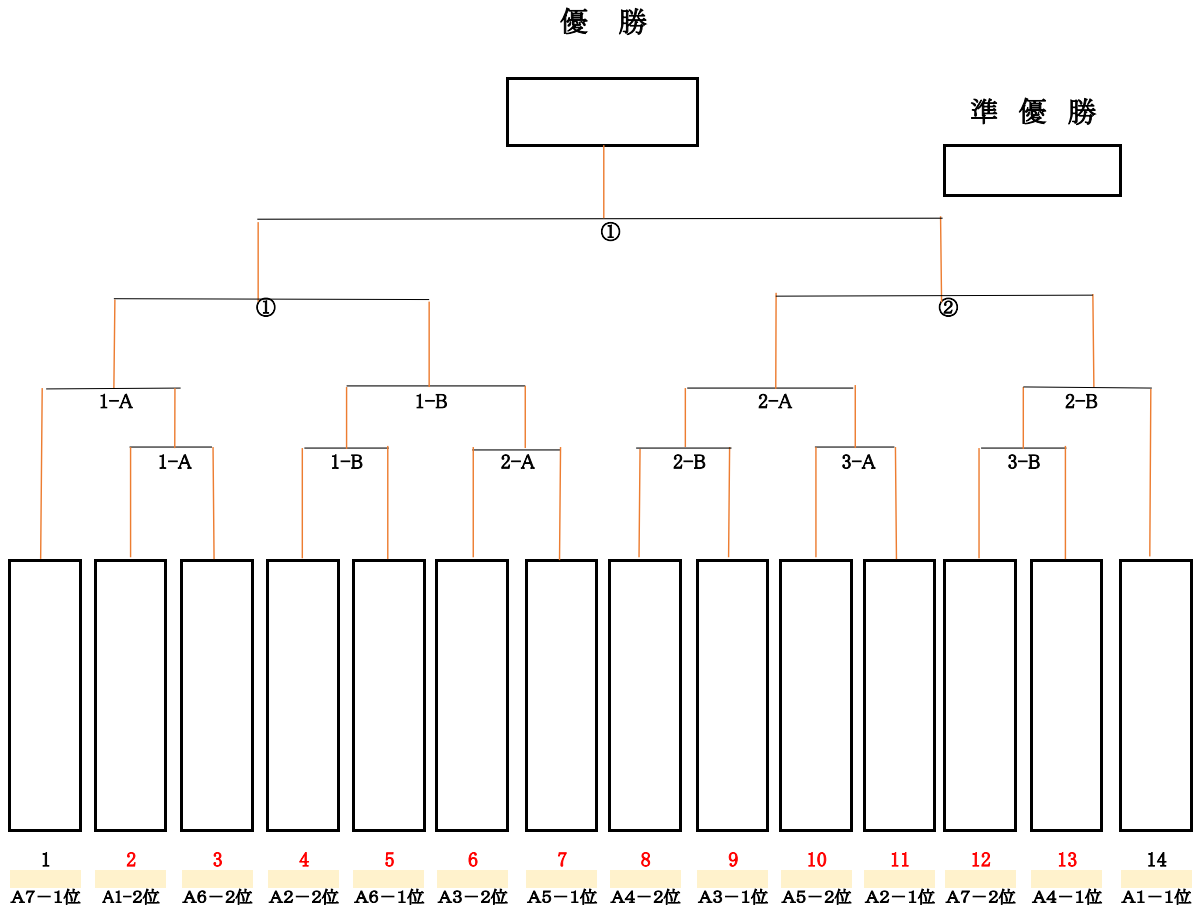 優　勝
準 優 勝
①
① ②
1-A 1-B 2-A 2-B
1-A 1-B 2-A 2-B 3-A 3-B
1 2 3 4 5 6 7 8 9 10 11 12 13 14
A7－1位 A1-2位 A6－2位 A2－2位 A6－1位 A3－2位 A5－1位 A4－2位 A3－1位 A5－2位 A2－1位 A7－2位 A4－1位 A1－1位